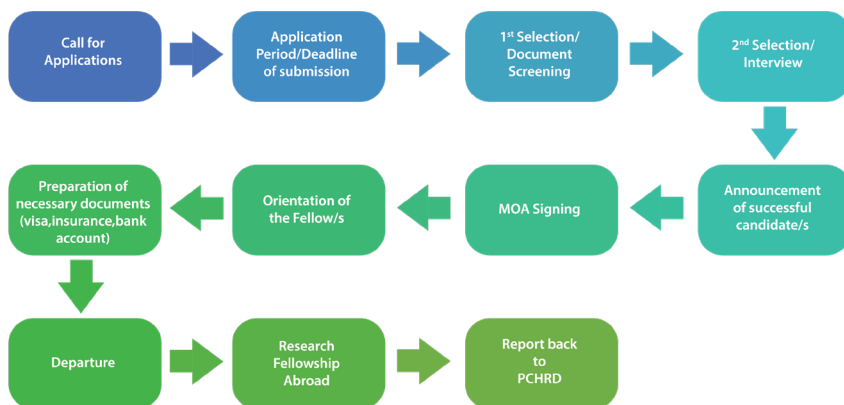 Call for
Applications
Application
Period/Deadline
of submission
1st Selection/
Document
Screening
2nd Selection/
Interview
Announcement
of successful
candidate/s
MOA Signing
Orientation of
the Fellow/s
Preparation of
necessary documents
(visa,insurance,bank
account)
Departure
Research
Fellowship
Abroad
Report back
to
PCHRD